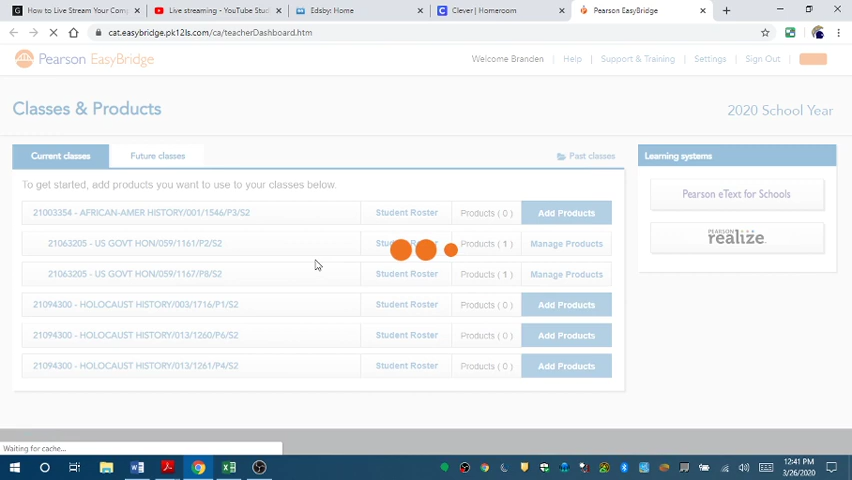 How to Live Stream Your Com
Live streaming - YouTube Stud
Edsby: Home
Clever | Homeroom
Pearson EasyBridge
cat.easybridge.pk12ls.com/ca/teacherDashboard.htm
Pearson EasyBridge
Welcome Branden
Help
Support & Training
Settings
Sign Out
Classes & Products
2020 School Year
Current classes
Future classes
Past classes
Learning systems
To get started, add products you want to use to your classes below.
Pearson eText for Schools
PEARSON
realize
21003354 - AFRICAN-AMER HISTORY/001/1546/P3/S2 Student Roster Products ( 0 ) Add Products
21063205 - US GOVT HON/059/1161/P2/S2 Student Roster Products ( 1 ) Manage Products
21063205 - US GOVT HON/059/1167/P8/S2 Student Roster Products ( 1 ) Manage Products
21094300 - HOLOCAUST HISTORY/003/1716/P1/S2 Student Roster Products ( 0 ) Add Products
21094300 - HOLOCAUST HISTORY/013/1260/P6/S2 Student Roster Products ( 0 ) Add Products
21094300 - HOLOCAUST HISTORY/013/1261/P4/S2 Student Roster Products ( 0 ) Add Products
Waiting for cache...
12:41 PM
3/26/2020